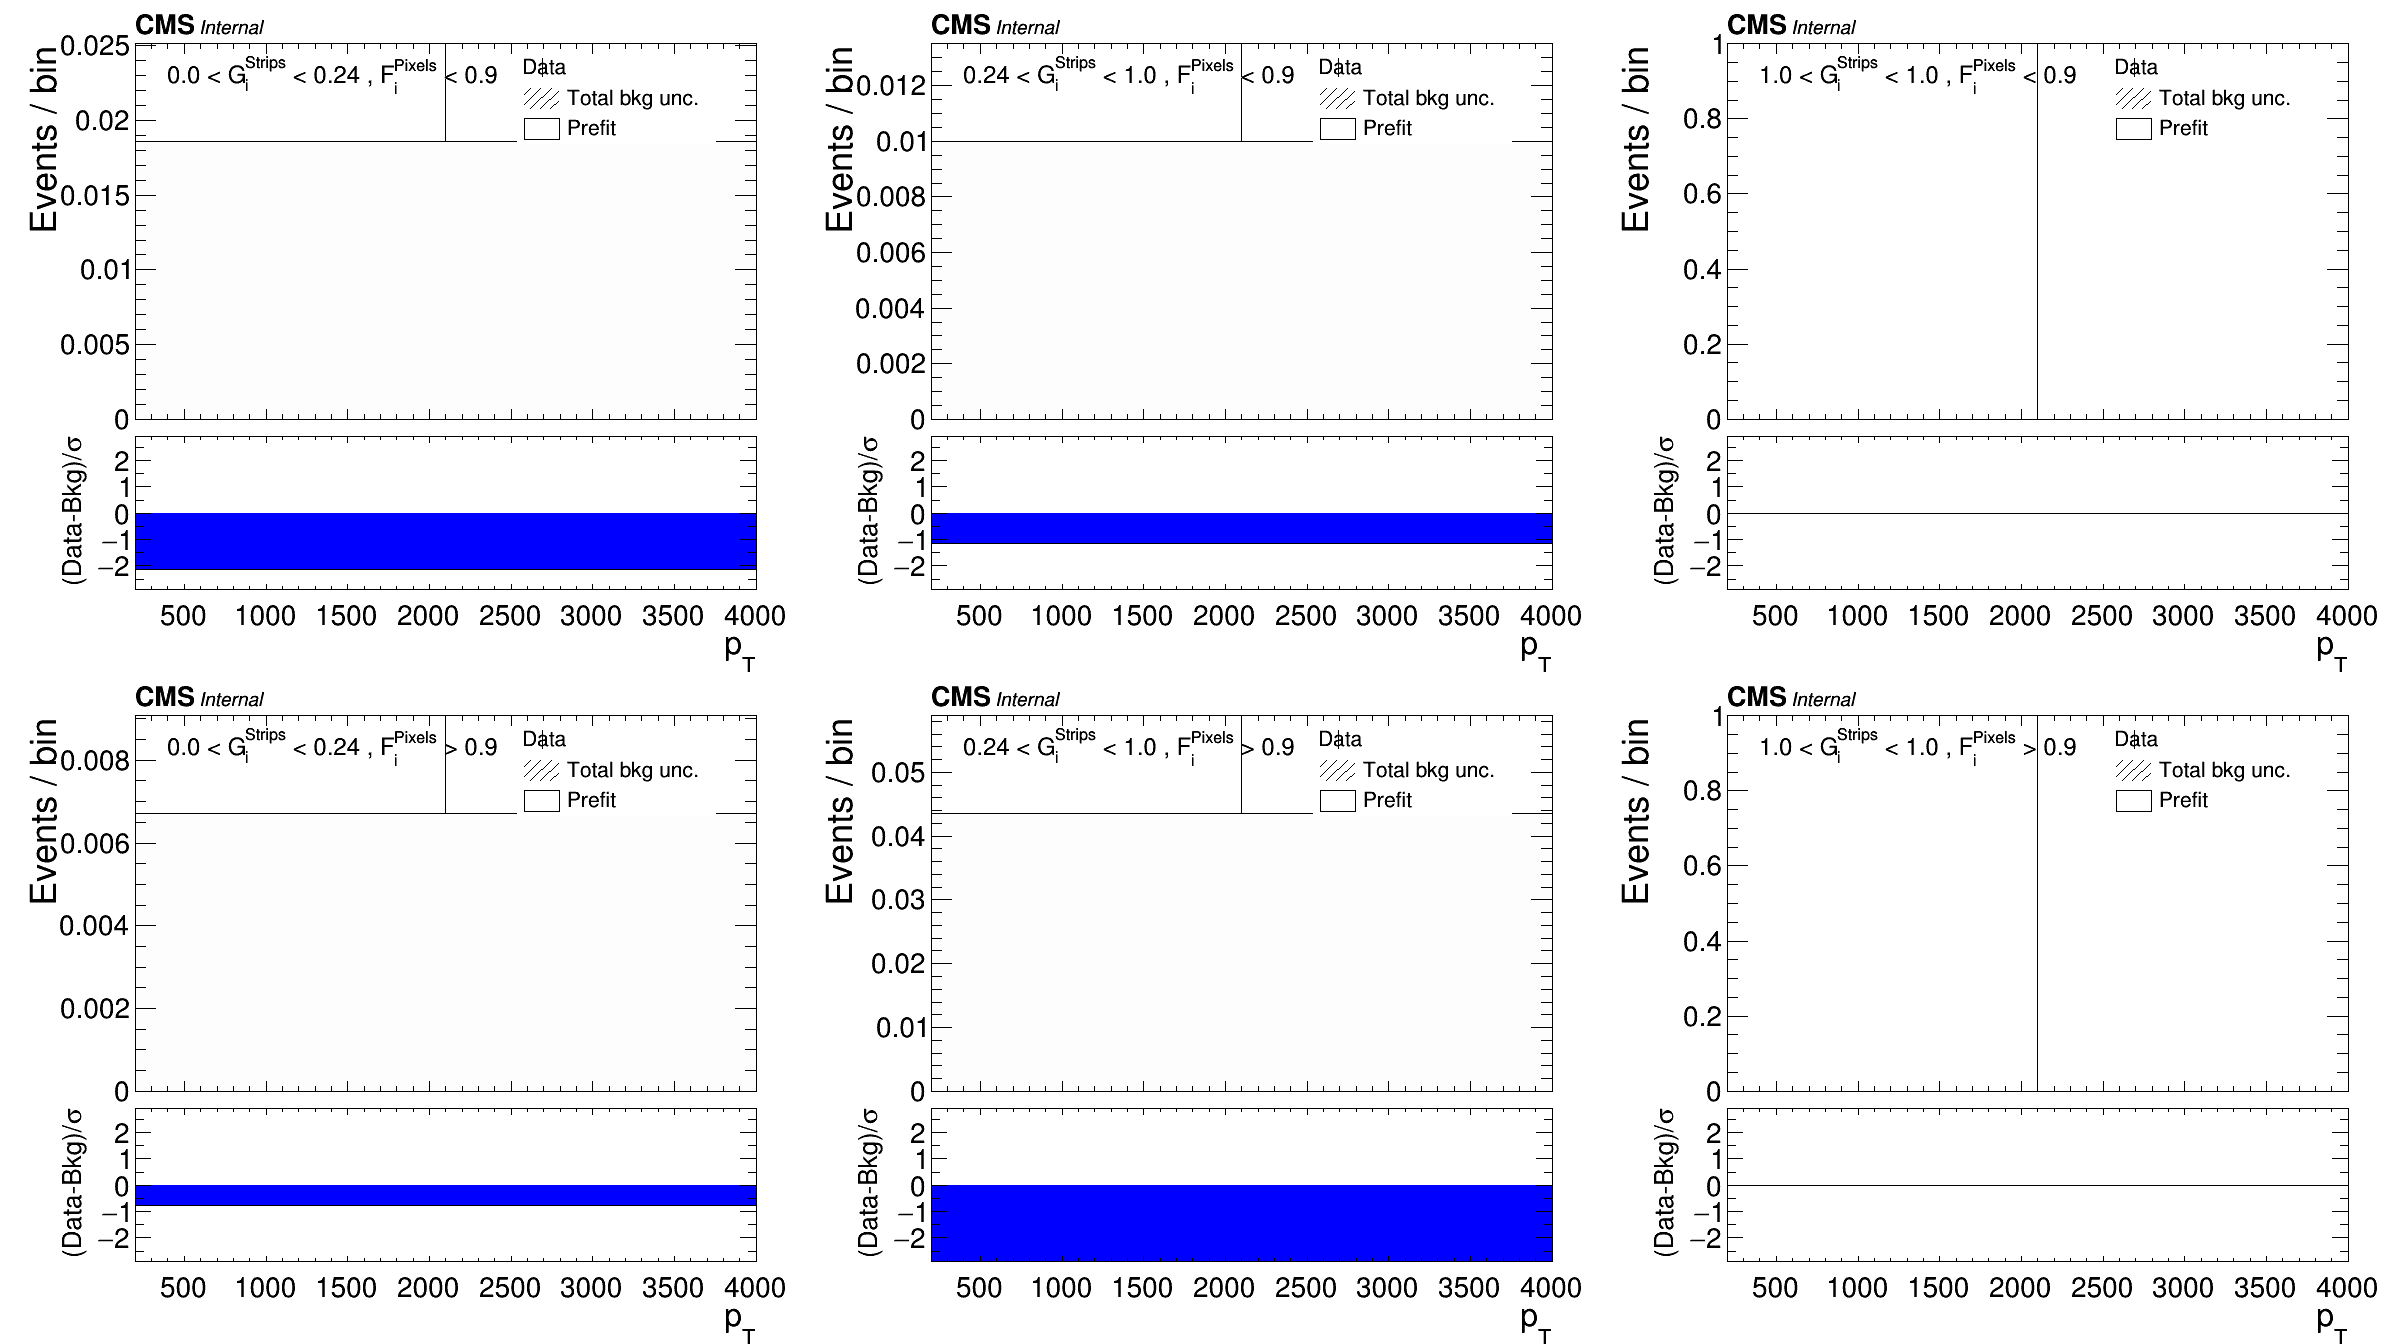 CMS Internal
Events / bin
0.025
0.02
0.015
0.01
0.005
0
0.0 < G_i^Strips < 0.24 , F_i^Pixels < 0.9
Data
Total bkg unc.
Prefit
(Data-Bkg)/σ
2
1
0
−1
−2
500 1000 1500 2000 2500 3000 3500 4000
p_T
CMS Internal
Events / bin
0.012
0.01
0.008
0.006
0.004
0.002
0
0.24 < G_i^Strips < 1.0 , F_i^Pixels < 0.9
Data
Total bkg unc.
Prefit
(Data-Bkg)/σ
2
1
0
−1
−2
500 1000 1500 2000 2500 3000 3500 4000
p_T
CMS Internal
Events / bin
1
0.8
0.6
0.4
0.2
0
1.0 < G_i^Strips < 1.0 , F_i^Pixels < 0.9
Data
Total bkg unc.
Prefit
(Data-Bkg)/σ
2
1
0
−1
−2
500 1000 1500 2000 2500 3000 3500 4000
p_T
CMS Internal
Events / bin
0.008
0.006
0.004
0.002
0
0.0 < G_i^Strips < 0.24 , F_i^Pixels > 0.9
Data
Total bkg unc.
Prefit
(Data-Bkg)/σ
2
1
0
−1
−2
500 1000 1500 2000 2500 3000 3500 4000
p_T
CMS Internal
Events / bin
0.05
0.04
0.03
0.02
0.01
0
0.24 < G_i^Strips < 1.0 , F_i^Pixels > 0.9
Data
Total bkg unc.
Prefit
(Data-Bkg)/σ
2
1
0
−1
−2
500 1000 1500 2000 2500 3000 3500 4000
p_T
CMS Internal
Events / bin
1
0.8
0.6
0.4
0.2
0
1.0 < G_i^Strips < 1.0 , F_i^Pixels > 0.9
Data
Total bkg unc.
Prefit
(Data-Bkg)/σ
2
1
0
−1
−2
500 1000 1500 2000 2500 3000 3500 4000
p_T